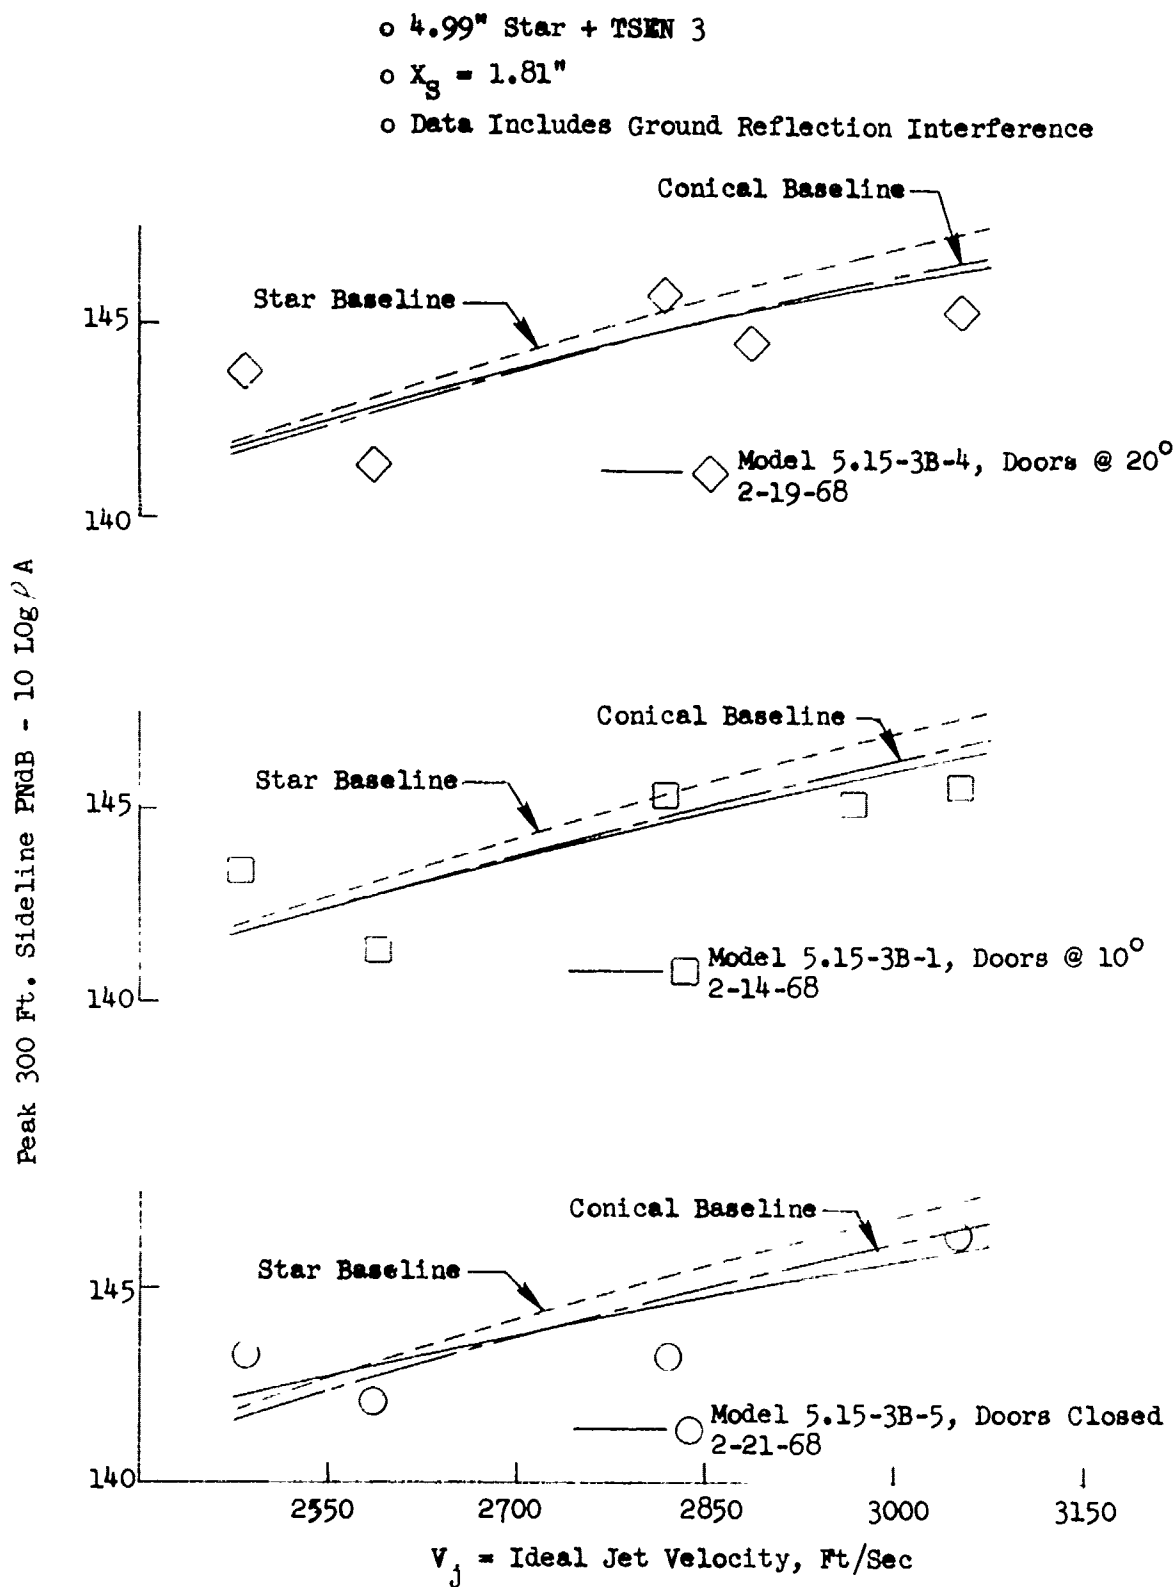 o 4.99" Star + TSEN 3
o XS = 1.81"
o Data Includes Ground Reflection Interference
Conical Baseline
Star Baseline
145
Model 5.15-3B-4, Doors @ 20°
2-19-68
140
Peak 300 Ft. Sideline PNdB - 10 LOg ρ A
Conical Baseline
Star Baseline
145
Model 5.15-3B-1, Doors @ 10°
2-14-68
140
Conical Baseline
Star Baseline
145
Model 5.15-3B-5, Doors Closed
2-21-68
140
2550 2700 2850 3000 3150
Vj = Ideal Jet Velocity, Ft/Sec